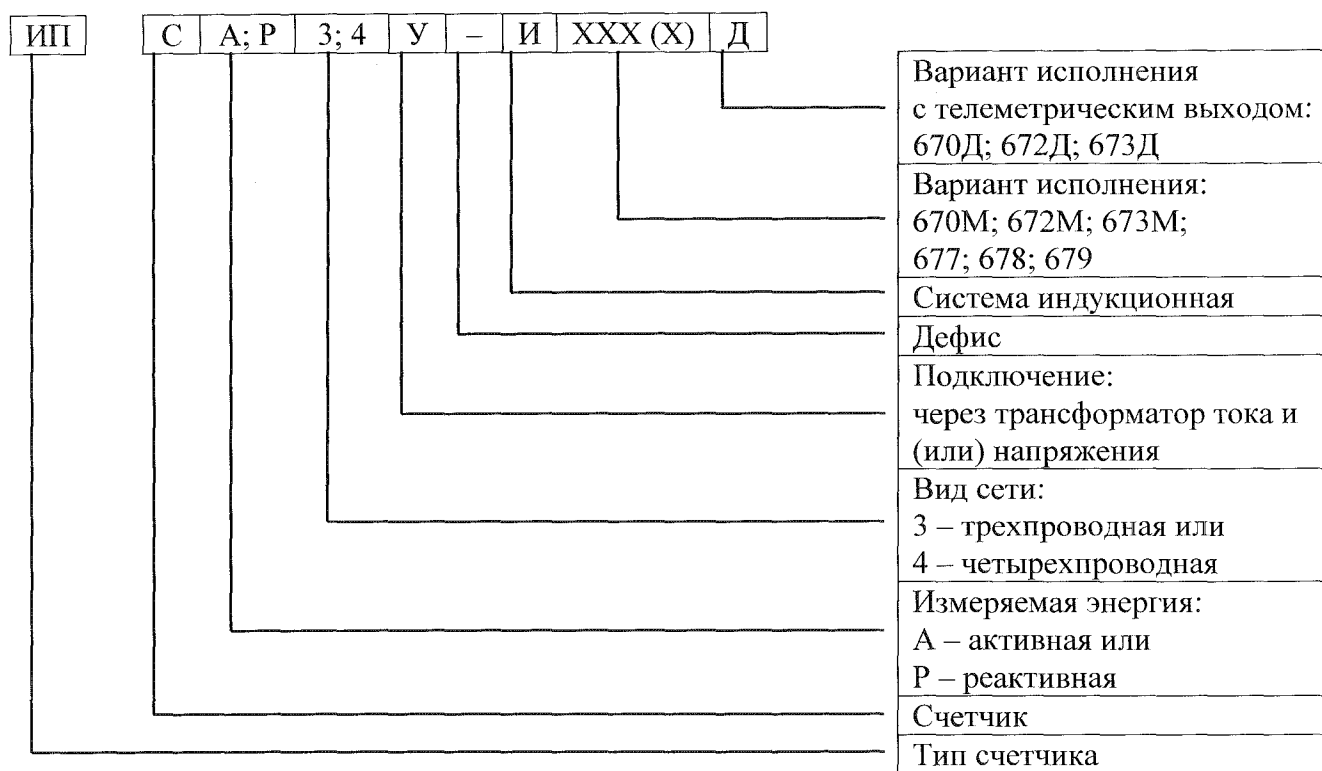 ИП С А; Р 3; 4 У – И XXX (X) Д
Вариант исполнения
с телеметрическим выходом:
670Д; 672Д; 673Д
Вариант исполнения:
670М; 672М; 673М;
677; 678; 679
Система индукционная
Дефис
Подключение:
через трансформатор тока и
(или) напряжения
Вид сети:
3 – трехпроводная или
4 – четырехпроводная
Измеряемая энергия:
А – активная или
Р – реактивная
Счетчик
Тип счетчика